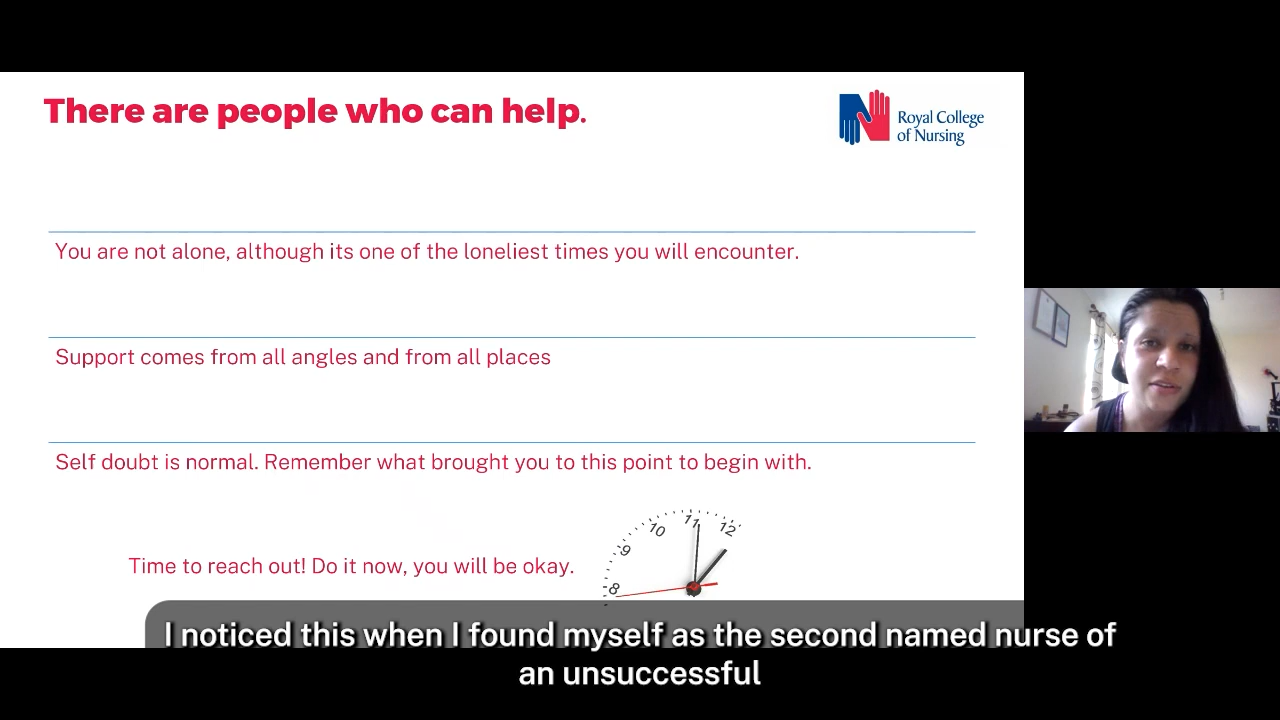 There are people who can help.
Royal College
of Nursing
You are not alone, although its one of the loneliest times you will encounter.
Support comes from all angles and from all places
Self doubt is normal. Remember what brought you to this point to begin with.
Time to reach out! Do it now, you will be okay.
8
9
10
11
12
I noticed this when I found myself as the second named nurse of
an unsuccessful